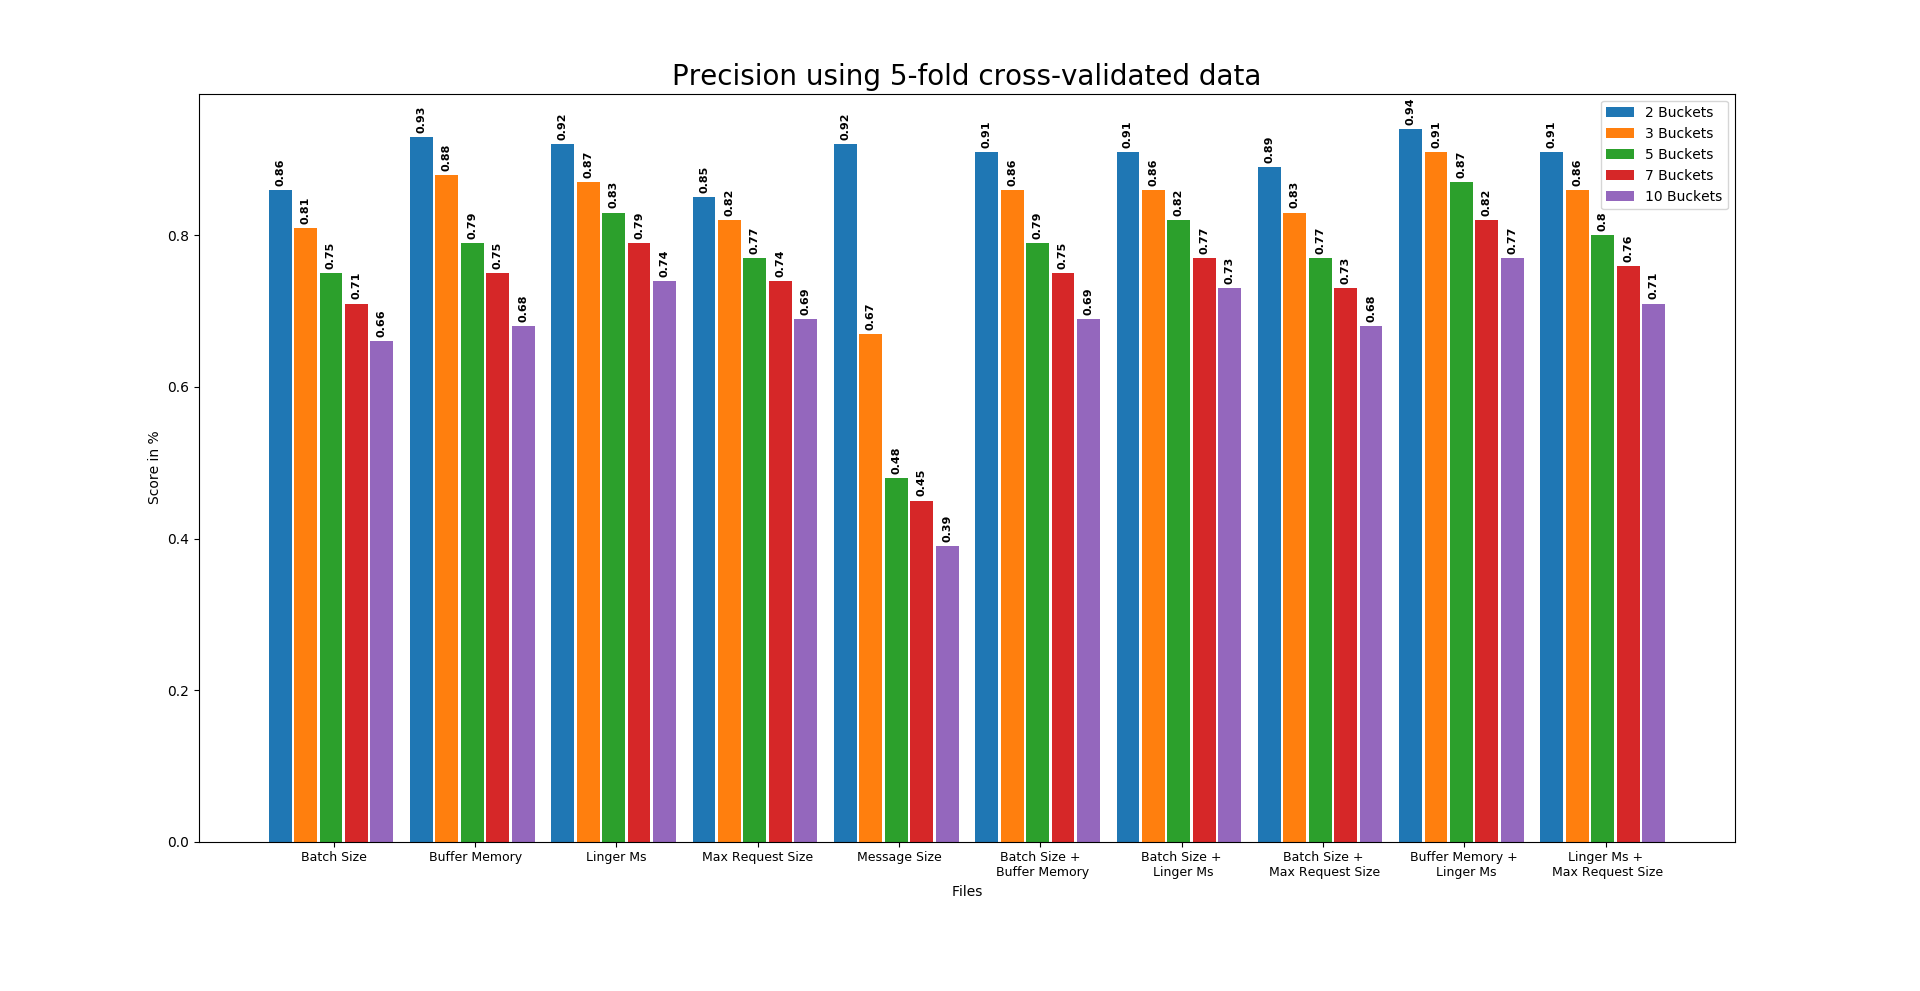 Precision using 5-fold cross-validated data
2 Buckets
3 Buckets
5 Buckets
7 Buckets
10 Buckets
Score in %
0.8
0.6
0.4
0.2
0.0
0.86 0.81 0.75 0.71 0.66
0.93 0.88 0.79 0.75 0.68
0.92 0.87 0.83 0.79 0.74
0.85 0.82 0.77 0.74 0.69
0.92 0.67 0.48 0.45 0.39
0.91 0.86 0.79 0.75 0.69
0.91 0.86 0.82 0.77 0.73
0.89 0.83 0.77 0.73 0.68
0.94 0.91 0.87 0.82 0.77
0.91 0.86 0.8 0.76 0.71
Batch Size
Buffer Memory
Linger Ms
Max Request Size
Message Size
Batch Size +
Buffer Memory
Batch Size +
Linger Ms
Batch Size +
Max Request Size
Buffer Memory +
Linger Ms
Linger Ms +
Max Request Size
Files